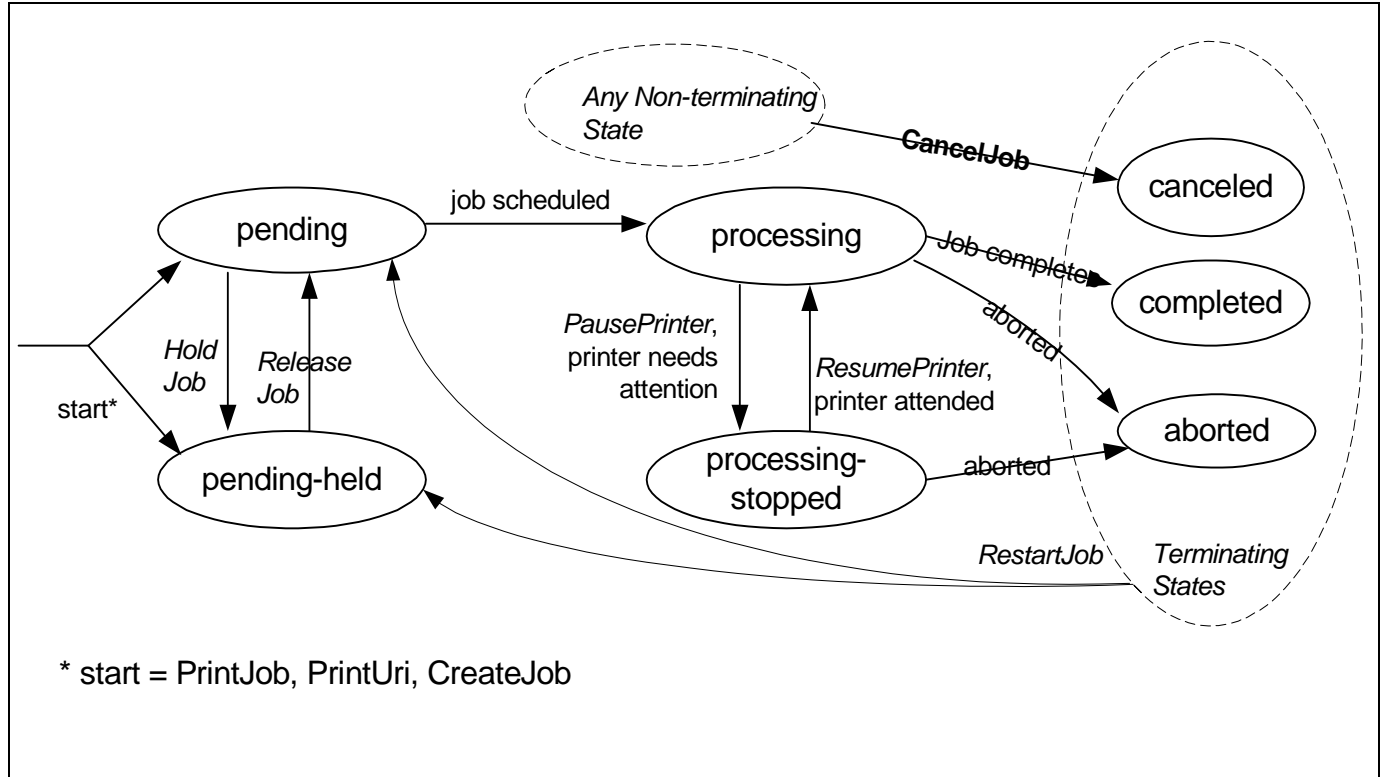 Any Non-terminating
State
CancelJob
canceled
pending
job scheduled
processing
Job completed
completed
PausePrinter,
printer needs
attention
ResumePrinter,
printer attended
aborted
Hold
Job
Release
Job
start*
aborted
pending-held
processing-
stopped
aborted
RestartJob
Terminating
States
* start = PrintJob, PrintUri, CreateJob